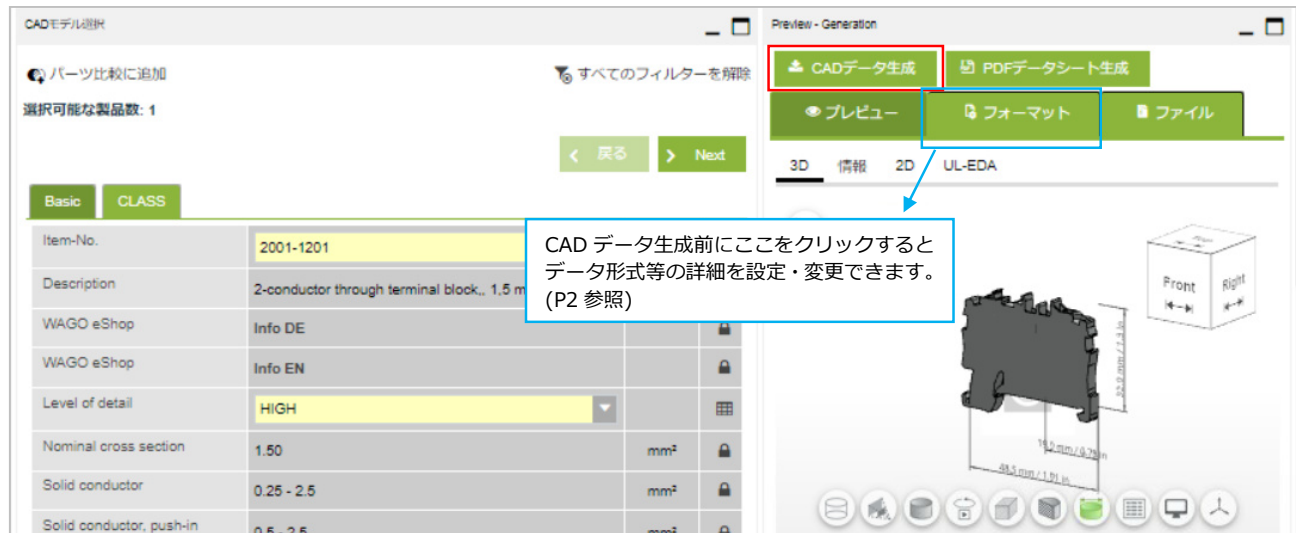 CADモデル選択
パーツ比較に追加
すべてのフィルターを解除
選択可能な製品数: 1
戻る
Next
Basic
CLASS
Item-No.
2001-1201
Description
2-conductor through terminal block,, 1,5 m
WAGO eShop
Info DE
WAGO eShop
Info EN
Level of detail
HIGH
Nominal cross section
1.50
mm²
Solid conductor
0.25 - 2.5
mm²
Solid conductor, push-in
0.5 - 2.5
mm²
Preview - Generation
CADデータ生成
PDFデータシート生成
プレビュー
フォーマット
ファイル
3D
情報
2D
UL-EDA
CAD データ生成前にここをクリックすると
データ形式等の詳細を設定・変更できます。
(P2 参照)
Front
Right